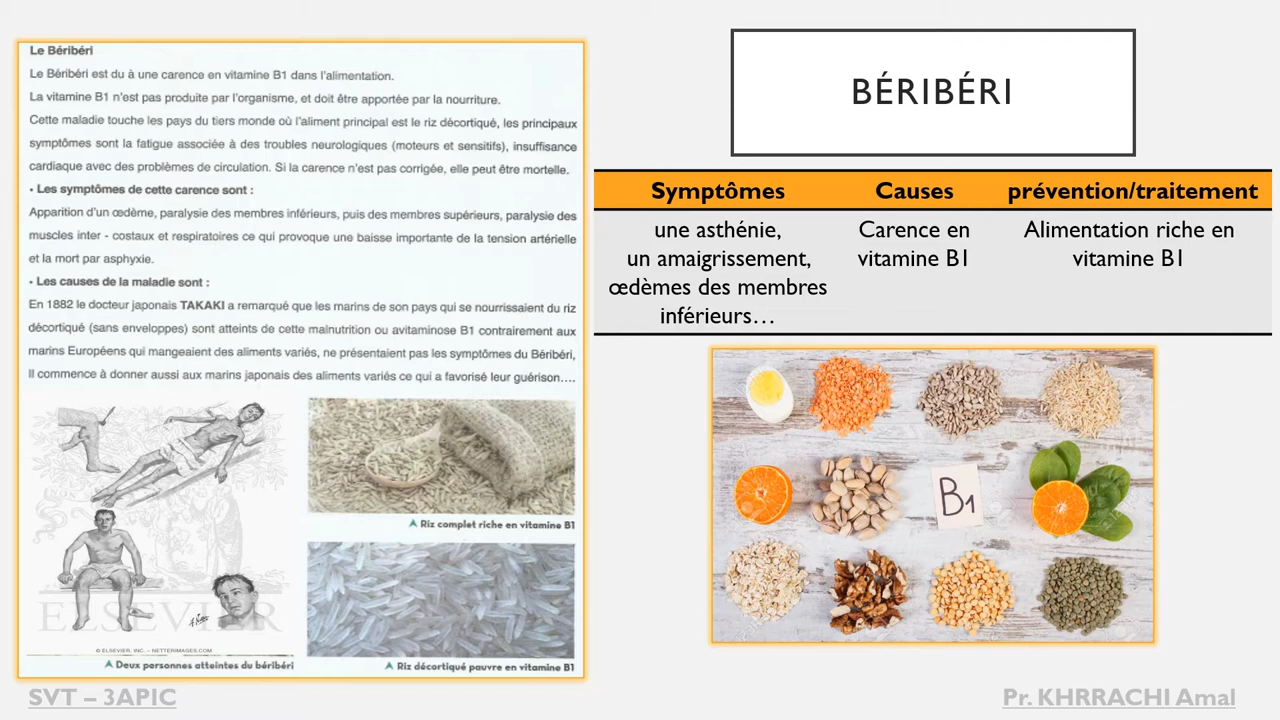 Le Béribéri
Le Béribéri est du à une carence en vitamine B1 dans l'alimentation.
La vitamine B1 n'est pas produite par l'organisme, et doit être apportée par la nourriture.
Cette maladie touche les pays du tiers monde où l'aliment principal est le riz décortiqué, les principaux
symptômes sont la fatigue associée à des troubles neurologiques (moteurs et sensitifs), insuffisance
cardiaque avec des problèmes de circulation. Si la carence n'est pas corrigée, elle peut être mortelle.
• Les symptômes de cette carence sont :
Apparition d'un œdème, paralysie des membres inférieurs, puis des membres supérieurs, paralysie des
muscles inter - costaux et respiratoires ce qui provoque une baisse importante de la tension artérielle
et la mort par asphyxie.
• Les causes de la maladie sont :
En 1882 le docteur japonais TAKAKI a remarqué que les marins de son pays qui se nourrissaient du riz
décortiqué (sans enveloppes) sont atteints de cette malnutrition ou avitaminose B1 contrairement aux
marins Européens qui mangeaient des aliments variés, ne présentaient pas les symptômes du Béribéri,
Il commence à donner aussi aux marins japonais des aliments variés ce qui a favorisé leur guérison....
ELSEVIER
© ELSEVIER, INC. – NETTERIMAGES.COM
Deux personnes atteintes du béribéri
Riz complet riche en vitamine B1
Riz décortiqué pauvre en vitamine B1
BÉRIBÉRI
Symptômes Causes prévention/traitement
une asthénie, Carence en Alimentation riche en
un amaigrissement, vitamine B1 vitamine B1
œdèmes des membres
inférieurs…
B1
SVT – 3APIC
Pr. KHRRACHI Amal